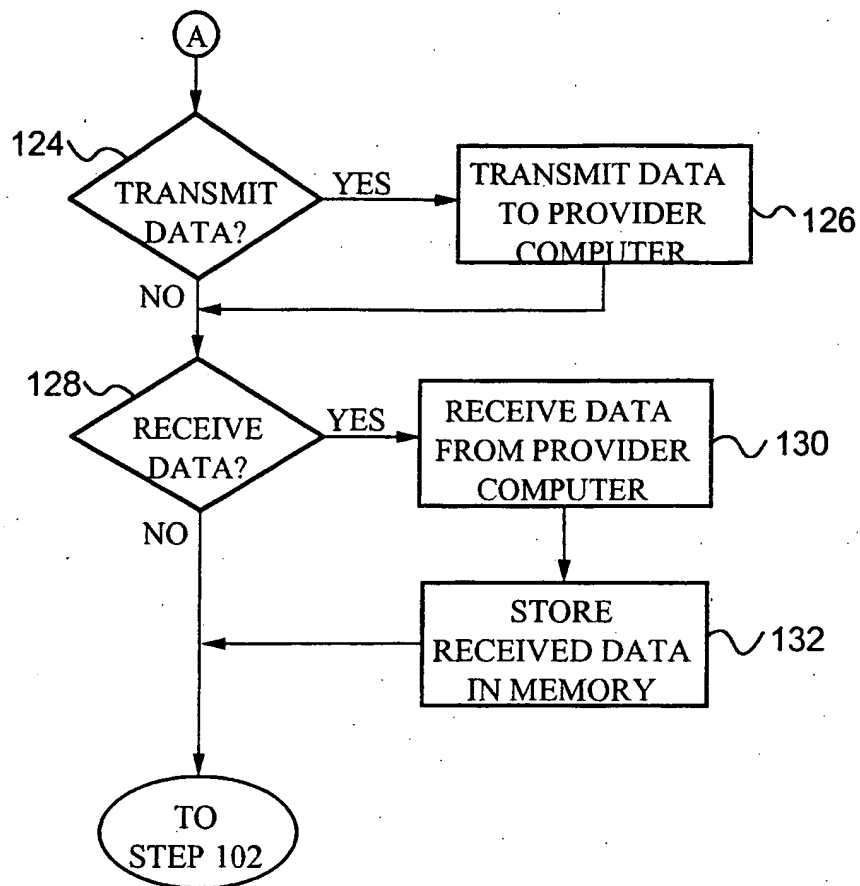 A
124
TRANSMIT
DATA?
YES
TRANSMIT DATA
TO PROVIDER
COMPUTER
126
NO
128
RECEIVE
DATA?
YES
RECEIVE DATA
FROM PROVIDER
COMPUTER
130
NO
STORE
RECEIVED DATA
IN MEMORY
132
TO
STEP 102